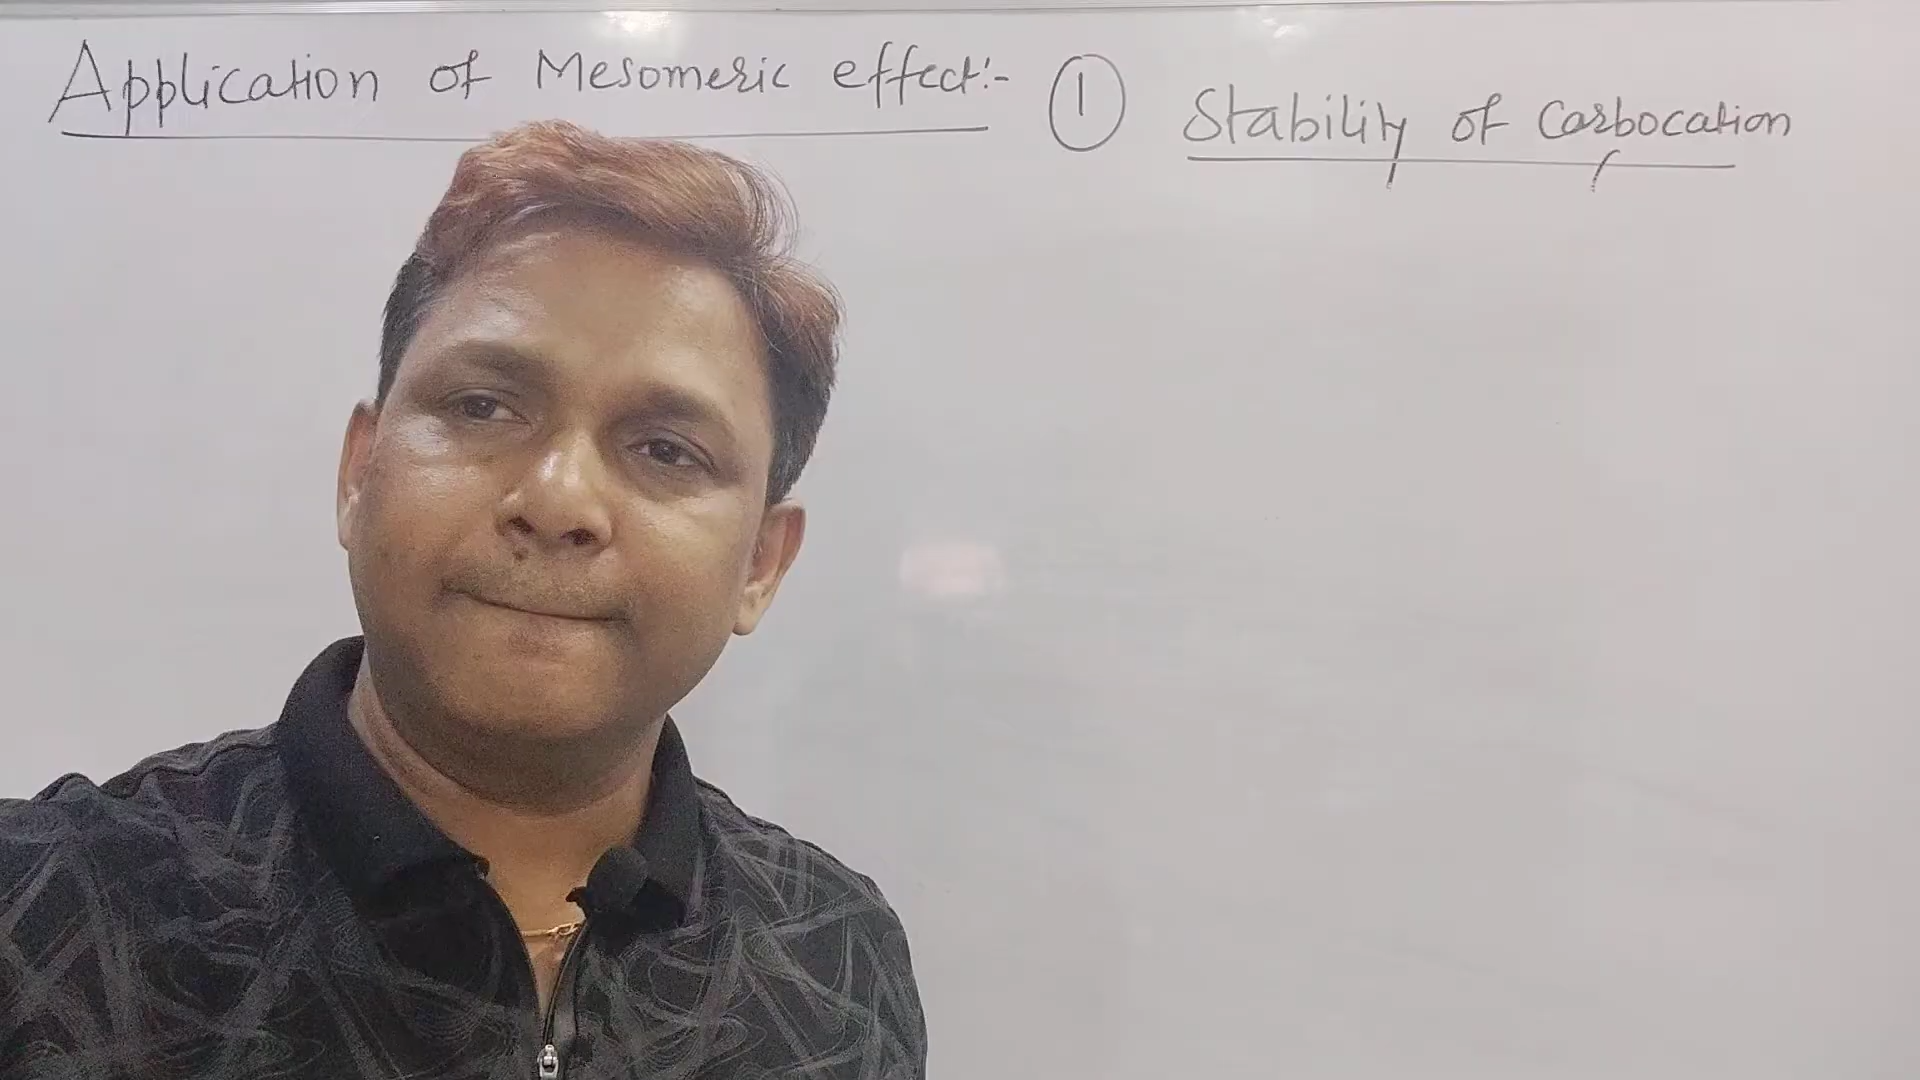 Application of Mesomeric effect:-
① Stability of Carbocation